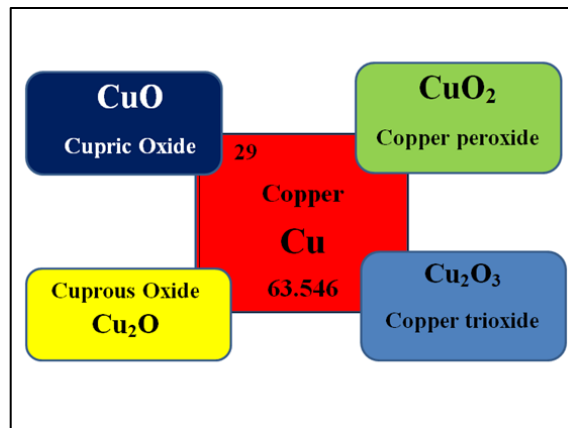 CuO
Cupric Oxide
CuO₂
Copper peroxide
29
Copper
Cu
63.546
Cuprous Oxide
Cu₂O
Cu₂O₃
Copper trioxide